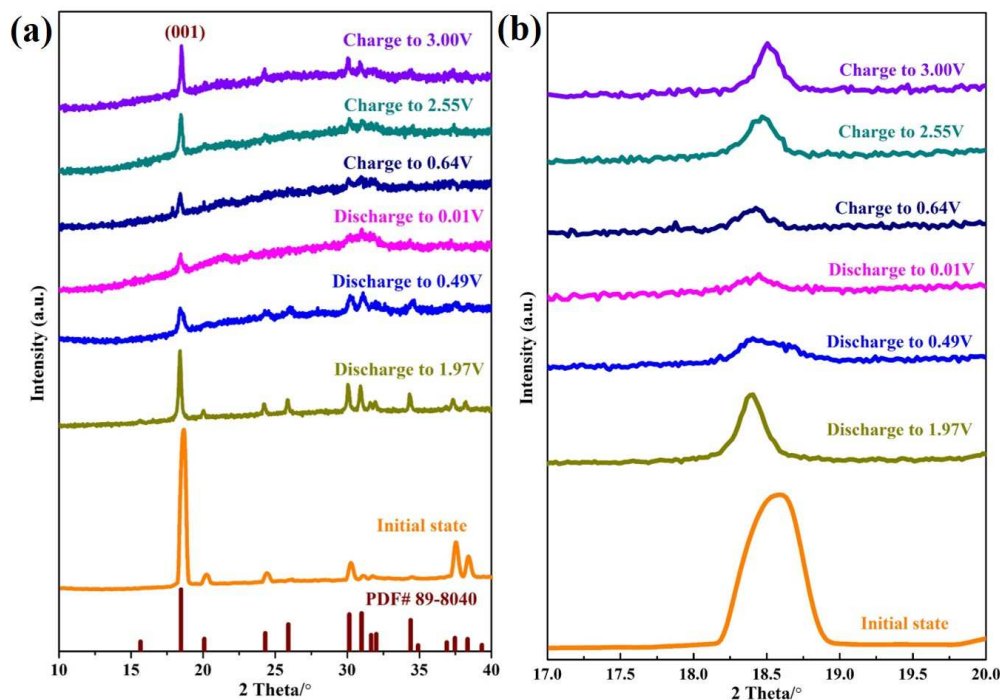 (a)
(001)
Charge to 3.00V
Charge to 2.55V
Charge to 0.64V
Discharge to 0.01V
Discharge to 0.49V
Discharge to 1.97V
Initial state
PDF# 89-8040
Intensity (a.u.)
10 15 20 25 30 35 40
2 Theta/°
(b)
Charge to 3.00V
Charge to 2.55V
Charge to 0.64V
Discharge to 0.01V
Discharge to 0.49V
Discharge to 1.97V
Initial state
Intensity (a.u.)
17.0 17.5 18.0 18.5 19.0 19.5 20.0
2 Theta/°